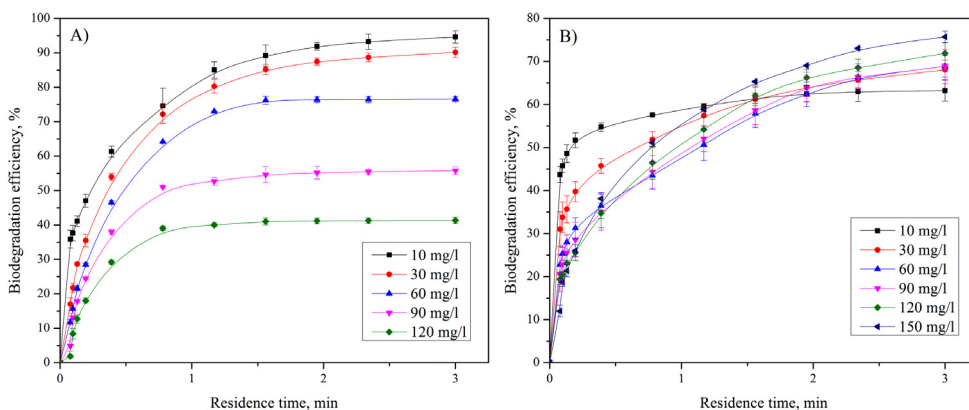 A)
Biodegradation efficiency, %
100
90
80
70
60
50
40
30
20
10
0
10 mg/l
30 mg/l
60 mg/l
90 mg/l
120 mg/l
0
1
2
3
Residence time, min
B)
Biodegradation efficiency, %
80
70
60
50
40
30
20
10
0
10 mg/l
30 mg/l
60 mg/l
90 mg/l
120 mg/l
150 mg/l
0
1
2
3
Residence time, min